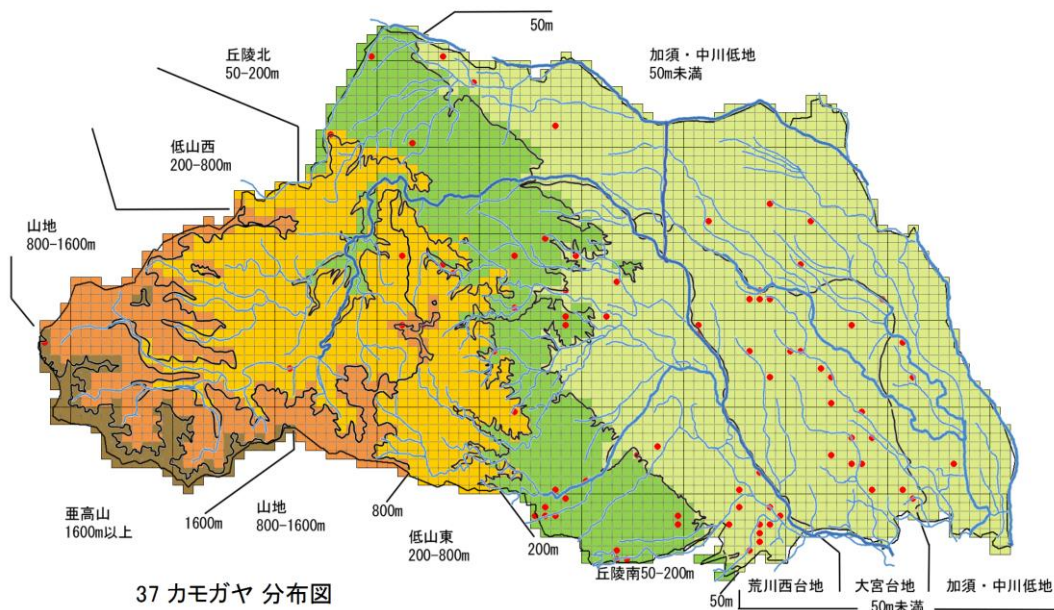 50m
丘陵北
50-200m
加須・中川低地
50m未満
低山西
200-800m
山地
800-1600m
亜高山
1600m以上
1600m
山地
800-1600m
800m
低山東
200-800m
200m
丘陵南50-200m
50m
荒川西台地
大宮台地
加須・中川低地
50m未満
37 カモガヤ 分布図